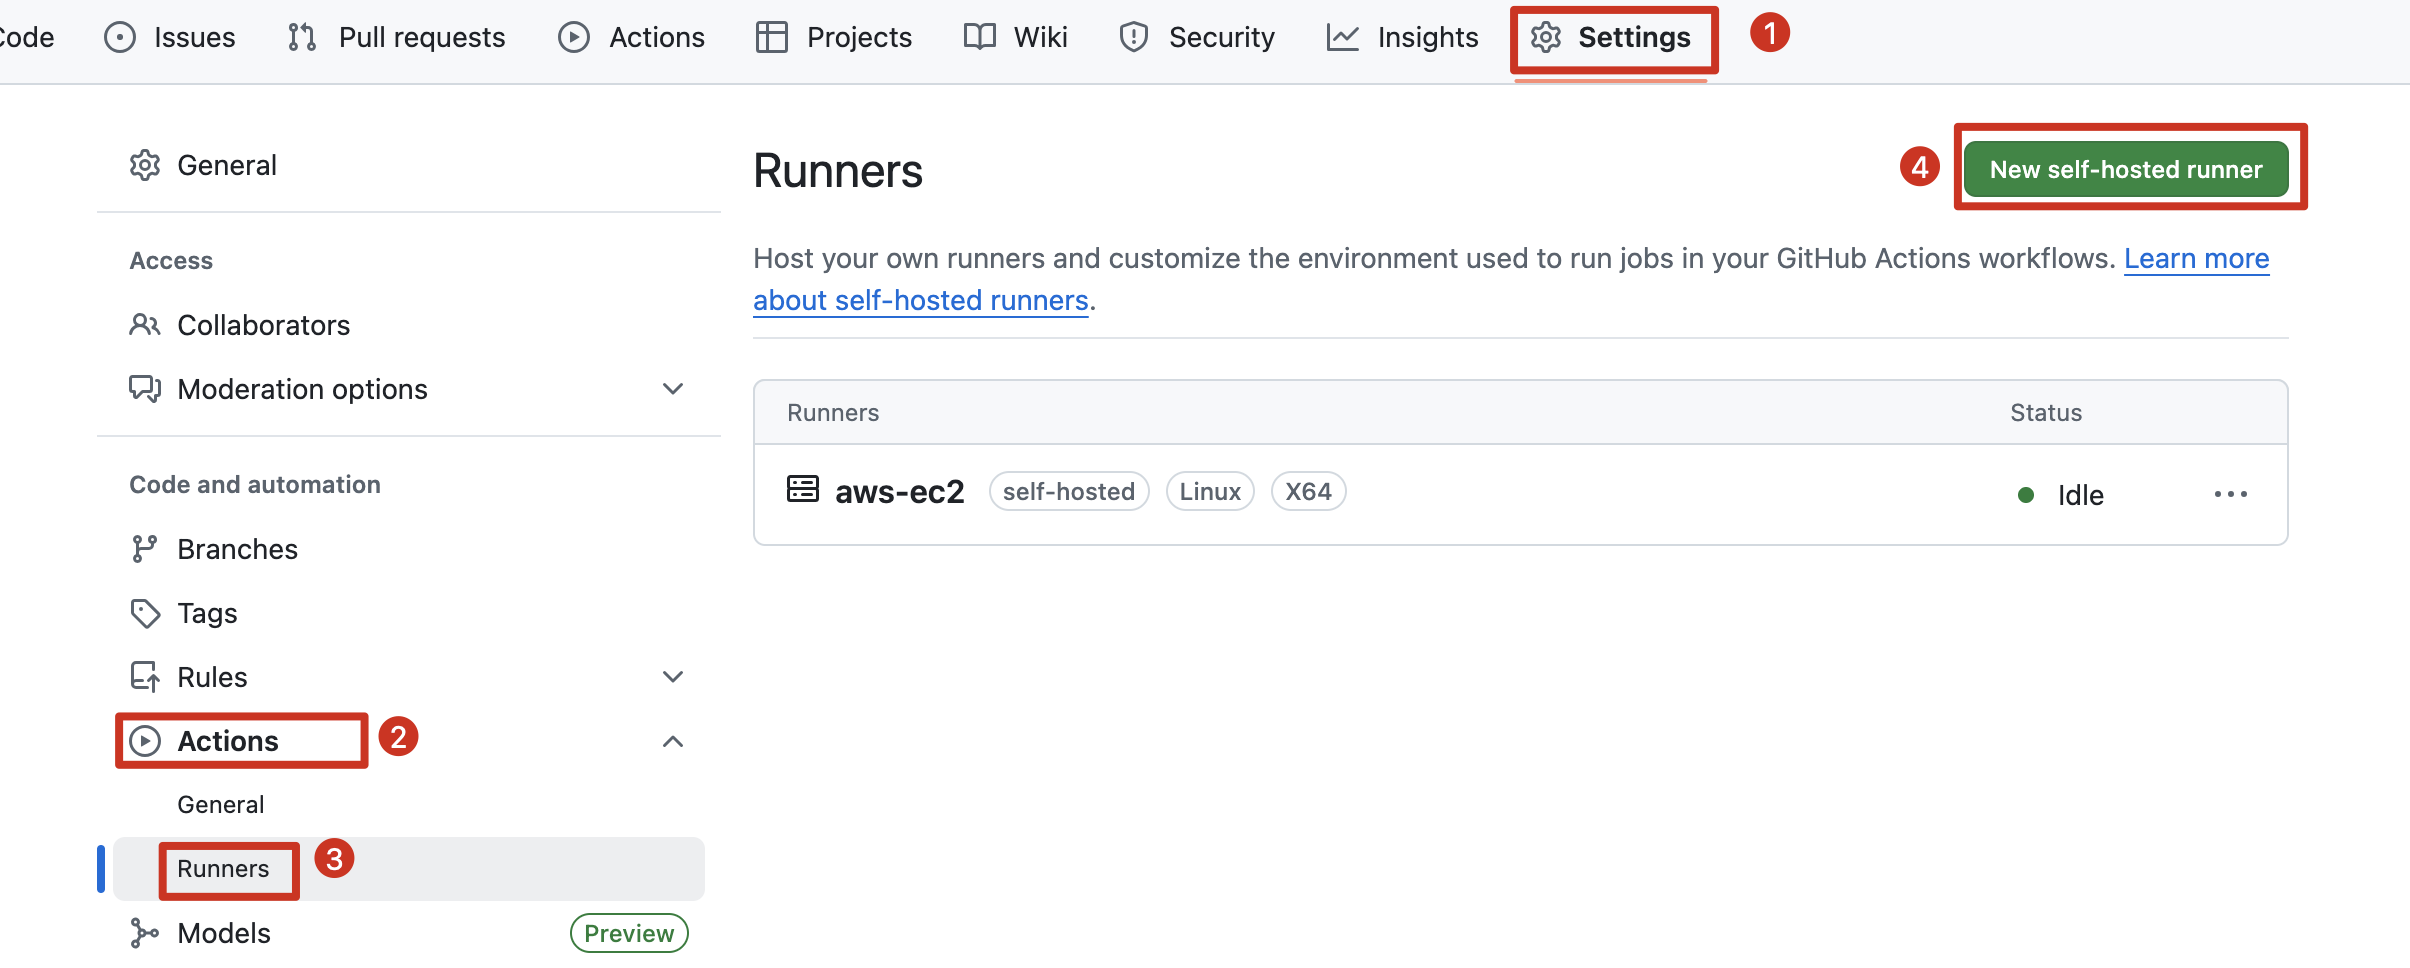 Code Issues Pull requests Actions Projects Wiki Security Insights Settings 1
General
Access
Collaborators
Moderation options
Code and automation
Branches
Tags
Rules
Actions 2
General
Runners 3
Models Preview
Runners
4 New self-hosted runner
Host your own runners and customize the environment used to run jobs in your GitHub Actions workflows. Learn more
about self-hosted runners.
Runners Status
aws-ec2 self-hosted Linux X64 Idle